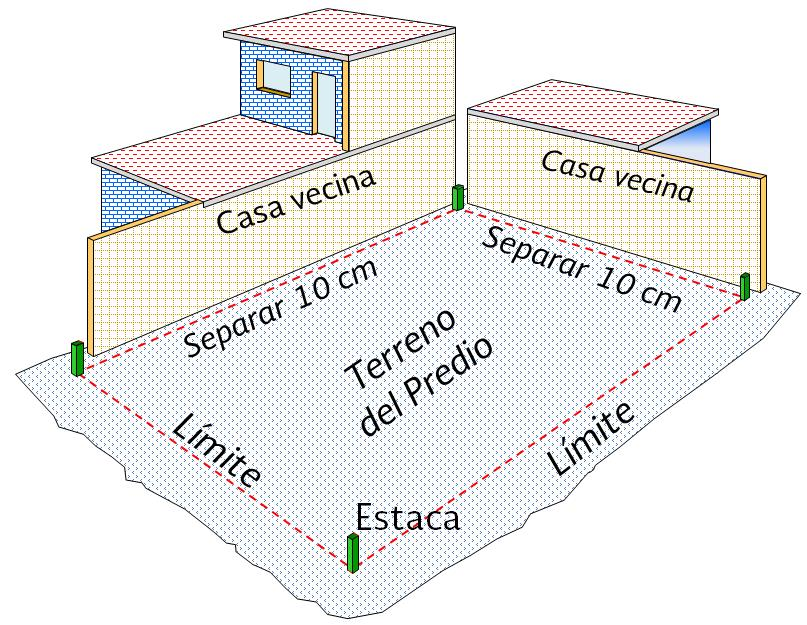 Casa vecina
Casa vecina
Separar 10 cm
Separar 10 cm
Terreno
del Predio
Límite
Límite
Estaca